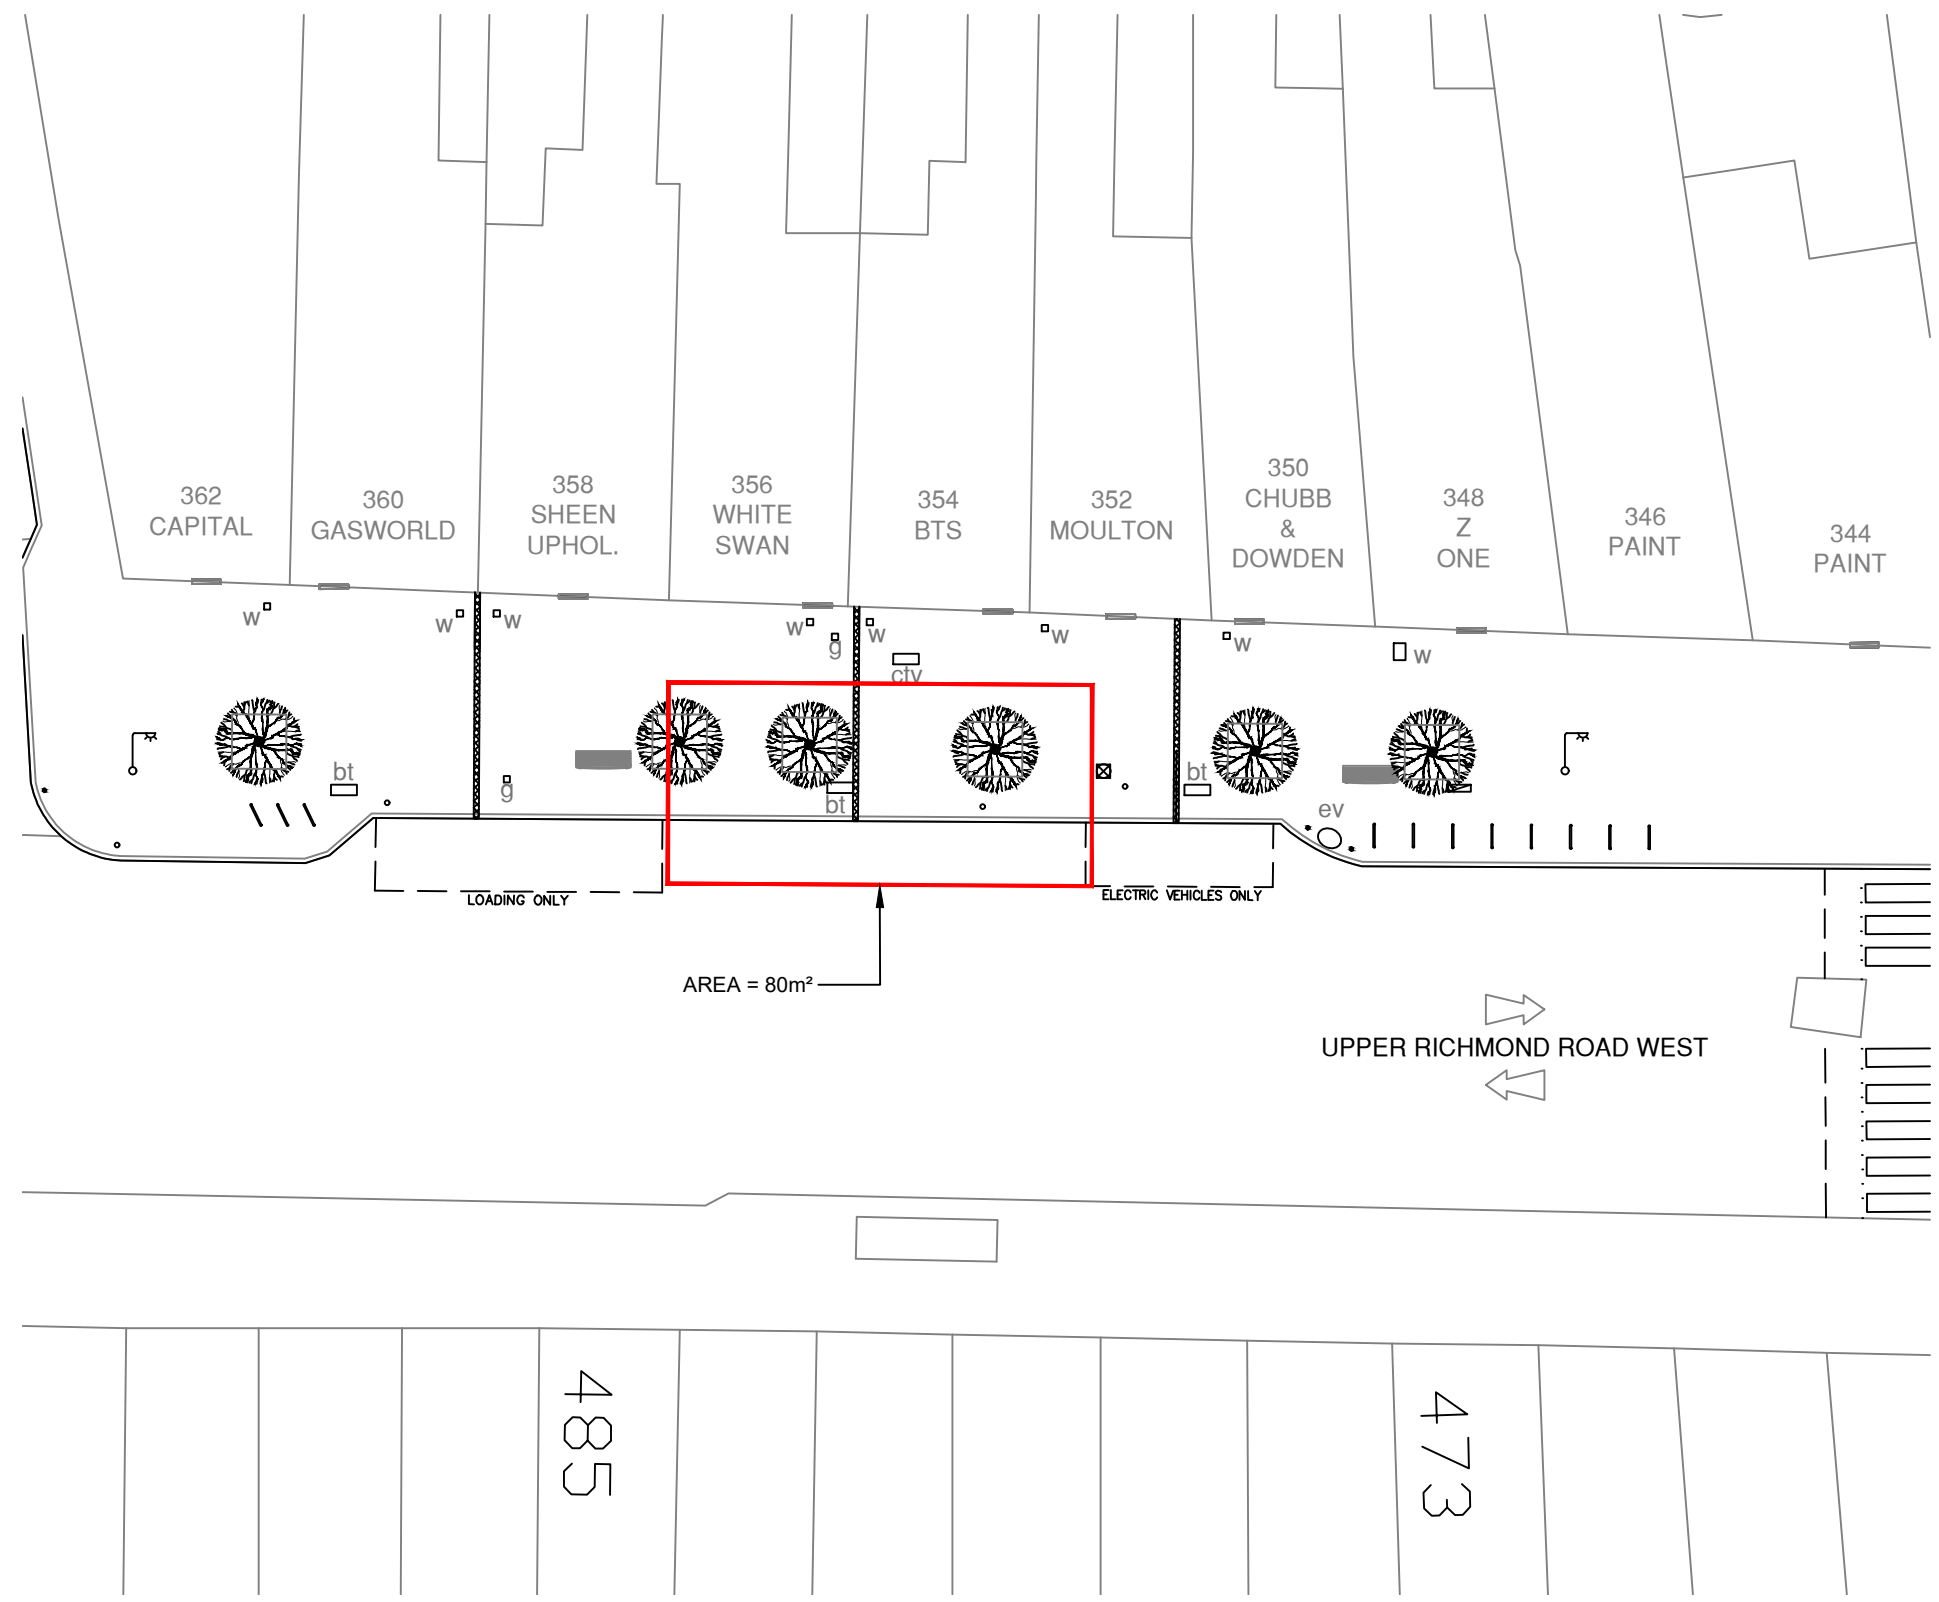 362
CAPITAL
360
GASWORLD
358
SHEEN
UPHOL.
356
WHITE
SWAN
354
BTS
352
MOULTON
350
CHUBB
&
DOWDEN
348
Z
ONE
346
PAINT
344
PAINT
w
w
w
w
g
w
w
w
w
ctv
bt
g
bt
bt
ev
LOADING ONLY
ELECTRIC VEHICLES ONLY
AREA = 80m²
UPPER RICHMOND ROAD WEST
485
473